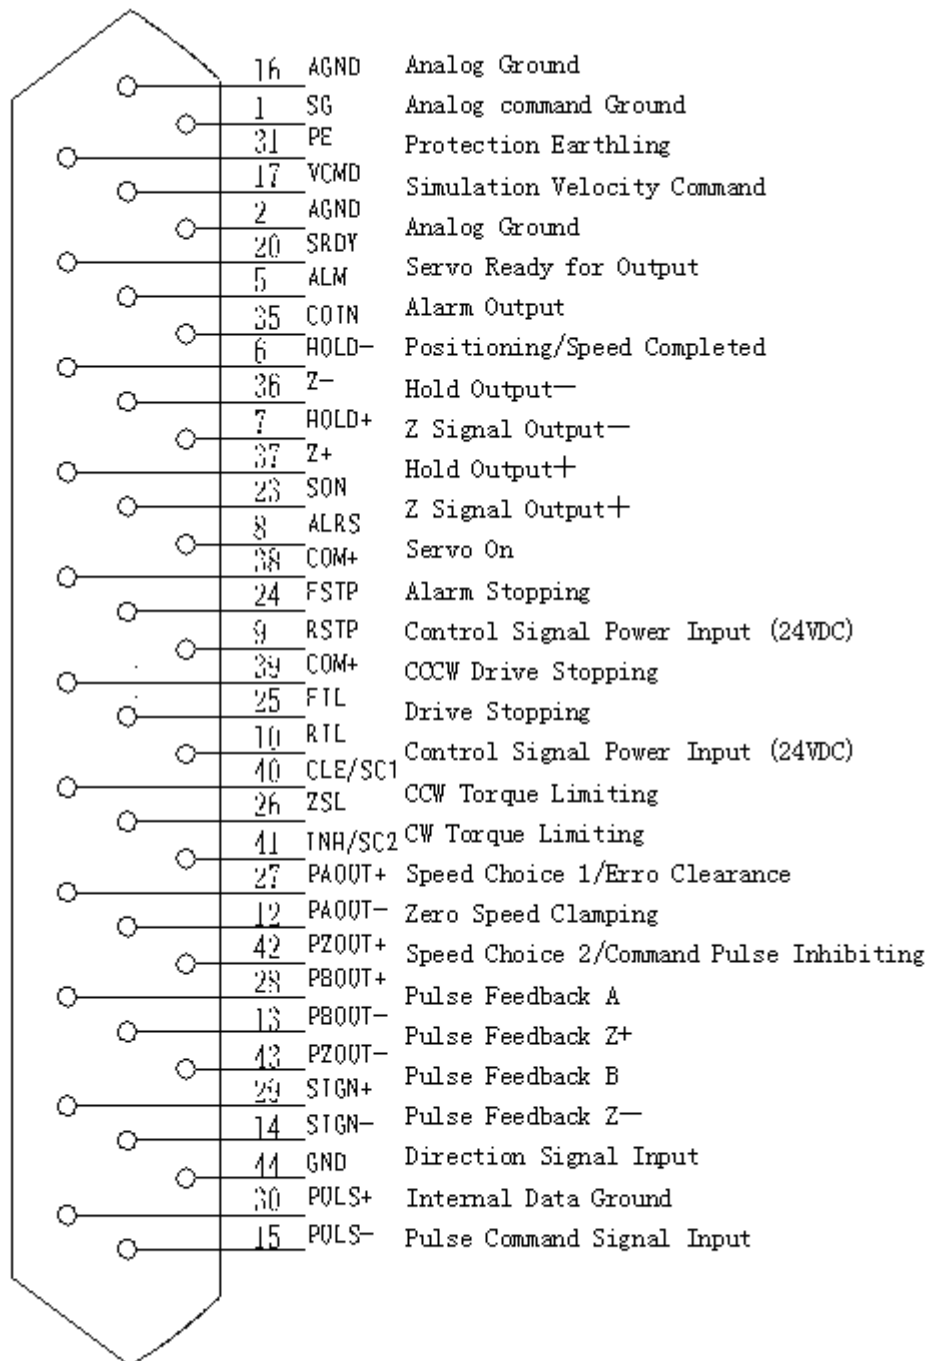 16 AGND Analog Ground
1 SG Analog command Ground
31 PE Protection Earthling
17 VCMD Simulation Velocity Command
2 AGND Analog Ground
20 SRDY Servo Ready for Output
5 ALM Alarm Output
35 COIN Positioning/Speed Completed
6 HOLD- Hold Output—
36 Z- Z Signal Output—
7 HOLD+ Hold Output+
37 Z+ Z Signal Output+
23 SON Servo On
8 ALRS Alarm Stopping
38 COM+ Control Signal Power Input (24VDC)
24 FSTP CCCW Drive Stopping
9 RSTP Drive Stopping
39 COM+ Control Signal Power Input (24VDC)
25 FIL CCW Torque Limiting
10 RIL CW Torque Limiting
40 CLE/SC1 Speed Choice 1/Erro Clearance
26 ZSL Zero Speed Clamping
41 INH/SC2 Speed Choice 2/Command Pulse Inhibiting
27 PAOUT+ Pulse Feedback A
12 PAOUT-
42 PZOUT+ Pulse Feedback Z+
28 PBOUT+ Pulse Feedback B
13 PBOUT-
43 PZOUT- Pulse Feedback Z—
29 SIGN+ Direction Signal Input
14 SIGN-
44 GND Internal Data Ground
30 PULS+ Pulse Command Signal Input
15 PULS-